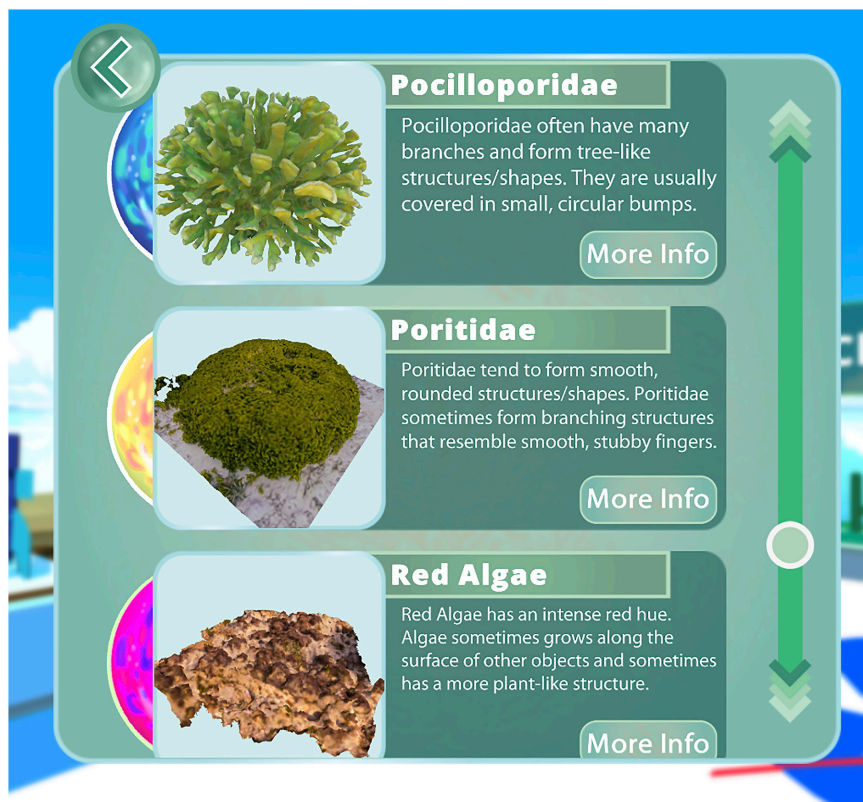 Pocilloporidae
Pocilloporidae often have many
branches and form tree-like
structures/shapes. They are usually
covered in small, circular bumps.
More Info
Poritidae
Poritidae tend to form smooth,
rounded structures/shapes. Poritidae
sometimes form branching structures
that resemble smooth, stubby fingers.
More Info
Red Algae
Red Algae has an intense red hue.
Algae sometimes grows along the
surface of other objects and sometimes
has a more plant-like structure.
More Info